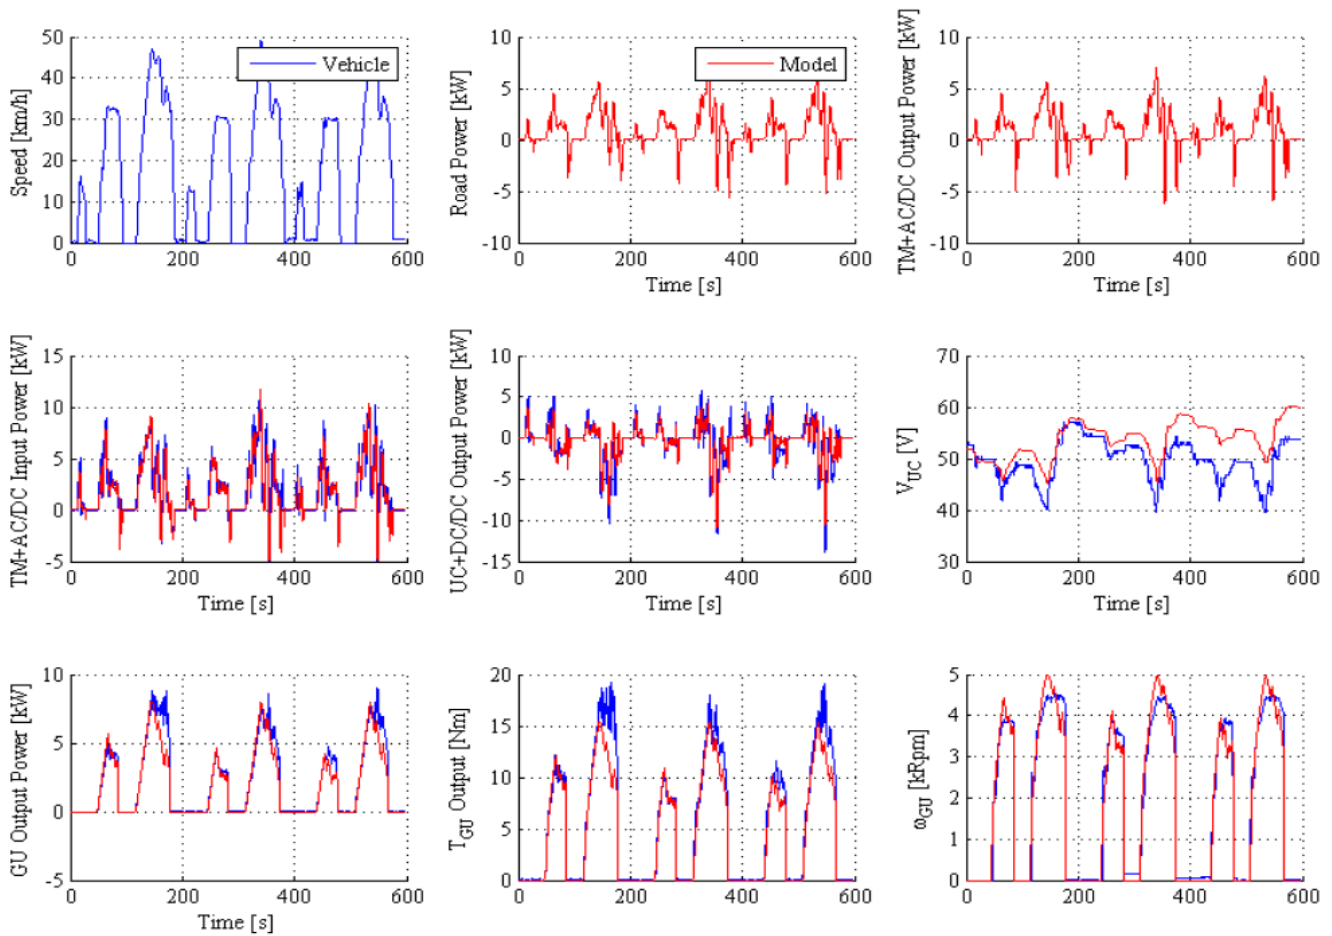 50
40
30
20
10
0
0 200 400 600
Speed [km/h]
Vehicle
10
5
0
-5
-10
0 200 400 600
Road Power [kW]
Time [s]
Model
10
5
0
-5
-10
0 200 400 600
TM+AC/DC Output Power [kW]
Time [s]
15
10
5
0
-5
0 200 400 600
TM+AC/DC Input Power [kW]
Time [s]
10
5
0
-5
-10
-15
0 200 400 600
UC+DC/DC Output Power [kW]
Time [s]
70
60
50
40
30
0 200 400 600
VUC [V]
Time [s]
10
5
0
-5
0 200 400 600
GU Output Power [kW]
Time [s]
20
15
10
5
0
0 200 400 600
TGU Output [Nm]
5
4
3
2
1
0
0 200 400 600
ωGU [kRpm]